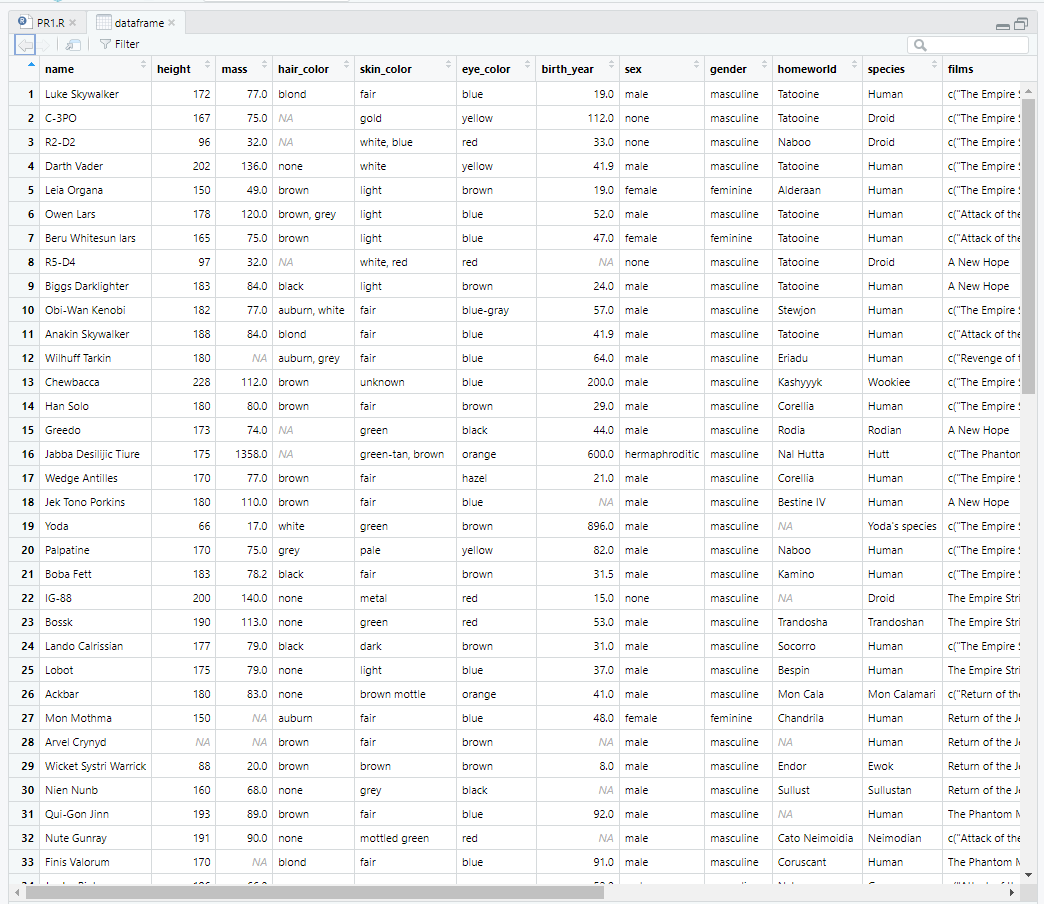 PR1.R dataframe
Filter
name height mass hair_color skin_color eye_color birth_year sex gender homeworld species films
1 Luke Skywalker 172 77.0 blond fair blue 19.0 male masculine Tatooine Human c("The Empire S
2 C-3PO 167 75.0 NA gold yellow 112.0 none masculine Tatooine Droid c("The Empire S
3 R2-D2 96 32.0 NA white, blue red 33.0 none masculine Naboo Droid c("The Empire S
4 Darth Vader 202 136.0 none white yellow 41.9 male masculine Tatooine Human c("The Empire S
5 Leia Organa 150 49.0 brown light brown 19.0 female feminine Alderaan Human c("The Empire S
6 Owen Lars 178 120.0 brown, grey light blue 52.0 male masculine Tatooine Human c("Attack of the
7 Beru Whitesun lars 165 75.0 brown light blue 47.0 female feminine Tatooine Human c("Attack of the
8 R5-D4 97 32.0 NA white, red red NA none masculine Tatooine Droid A New Hope
9 Biggs Darklighter 183 84.0 black light brown 24.0 male masculine Tatooine Human A New Hope
10 Obi-Wan Kenobi 182 77.0 auburn, white fair blue-gray 57.0 male masculine Stewjon Human c("The Empire S
11 Anakin Skywalker 188 84.0 blond fair blue 41.9 male masculine Tatooine Human c("Attack of the
12 Wilhuff Tarkin 180 NA auburn, grey fair blue 64.0 male masculine Eriadu Human c("Revenge of t
13 Chewbacca 228 112.0 brown unknown blue 200.0 male masculine Kashyyyk Wookiee c("The Empire S
14 Han Solo 180 80.0 brown fair brown 29.0 male masculine Corellia Human c("The Empire S
15 Greedo 173 74.0 NA green black 44.0 male masculine Rodia Rodian A New Hope
16 Jabba Desilijic Tiure 175 1358.0 NA green-tan, brown orange 600.0 hermaphroditic masculine Nal Hutta Hutt c("The Phantom
17 Wedge Antilles 170 77.0 brown fair hazel 21.0 male masculine Corellia Human c("The Empire S
18 Jek Tono Porkins 180 110.0 brown fair blue NA male masculine Bestine IV Human A New Hope
19 Yoda 66 17.0 white green brown 896.0 male masculine NA Yoda's species c("The Empire S
20 Palpatine 170 75.0 grey pale yellow 82.0 male masculine Naboo Human c("The Empire S
21 Boba Fett 183 78.2 black fair brown 31.5 male masculine Kamino Human c("The Empire S
22 IG-88 200 140.0 none metal red 15.0 none masculine NA Droid The Empire Stri
23 Bossk 190 113.0 none green red 53.0 male masculine Trandosha Trandoshan The Empire Stri
24 Lando Calrissian 177 79.0 black dark brown 31.0 male masculine Socorro Human c("The Empire S
25 Lobot 175 79.0 none light blue 37.0 male masculine Bespin Human The Empire Stri
26 Ackbar 180 83.0 none brown mottle orange 41.0 male masculine Mon Cala Mon Calamari c("Return of the
27 Mon Mothma 150 NA auburn fair blue 48.0 female feminine Chandrila Human Return of the Je
28 Arvel Crynyd NA NA brown fair brown NA male masculine NA Human Return of the Je
29 Wicket Systri Warrick 88 20.0 brown brown brown 8.0 male masculine Endor Ewok Return of the Je
30 Nien Nunb 160 68.0 none grey black NA male masculine Sullust Sullustan Return of the Je
31 Qui-Gon Jinn 193 89.0 brown fair blue 92.0 male masculine NA Human The Phantom M
32 Nute Gunray 191 90.0 none mottled green red NA male masculine Cato Neimoidia Neimodian c("Attack of the
33 Finis Valorum 170 NA blond fair blue 91.0 male masculine Coruscant Human The Phantom M